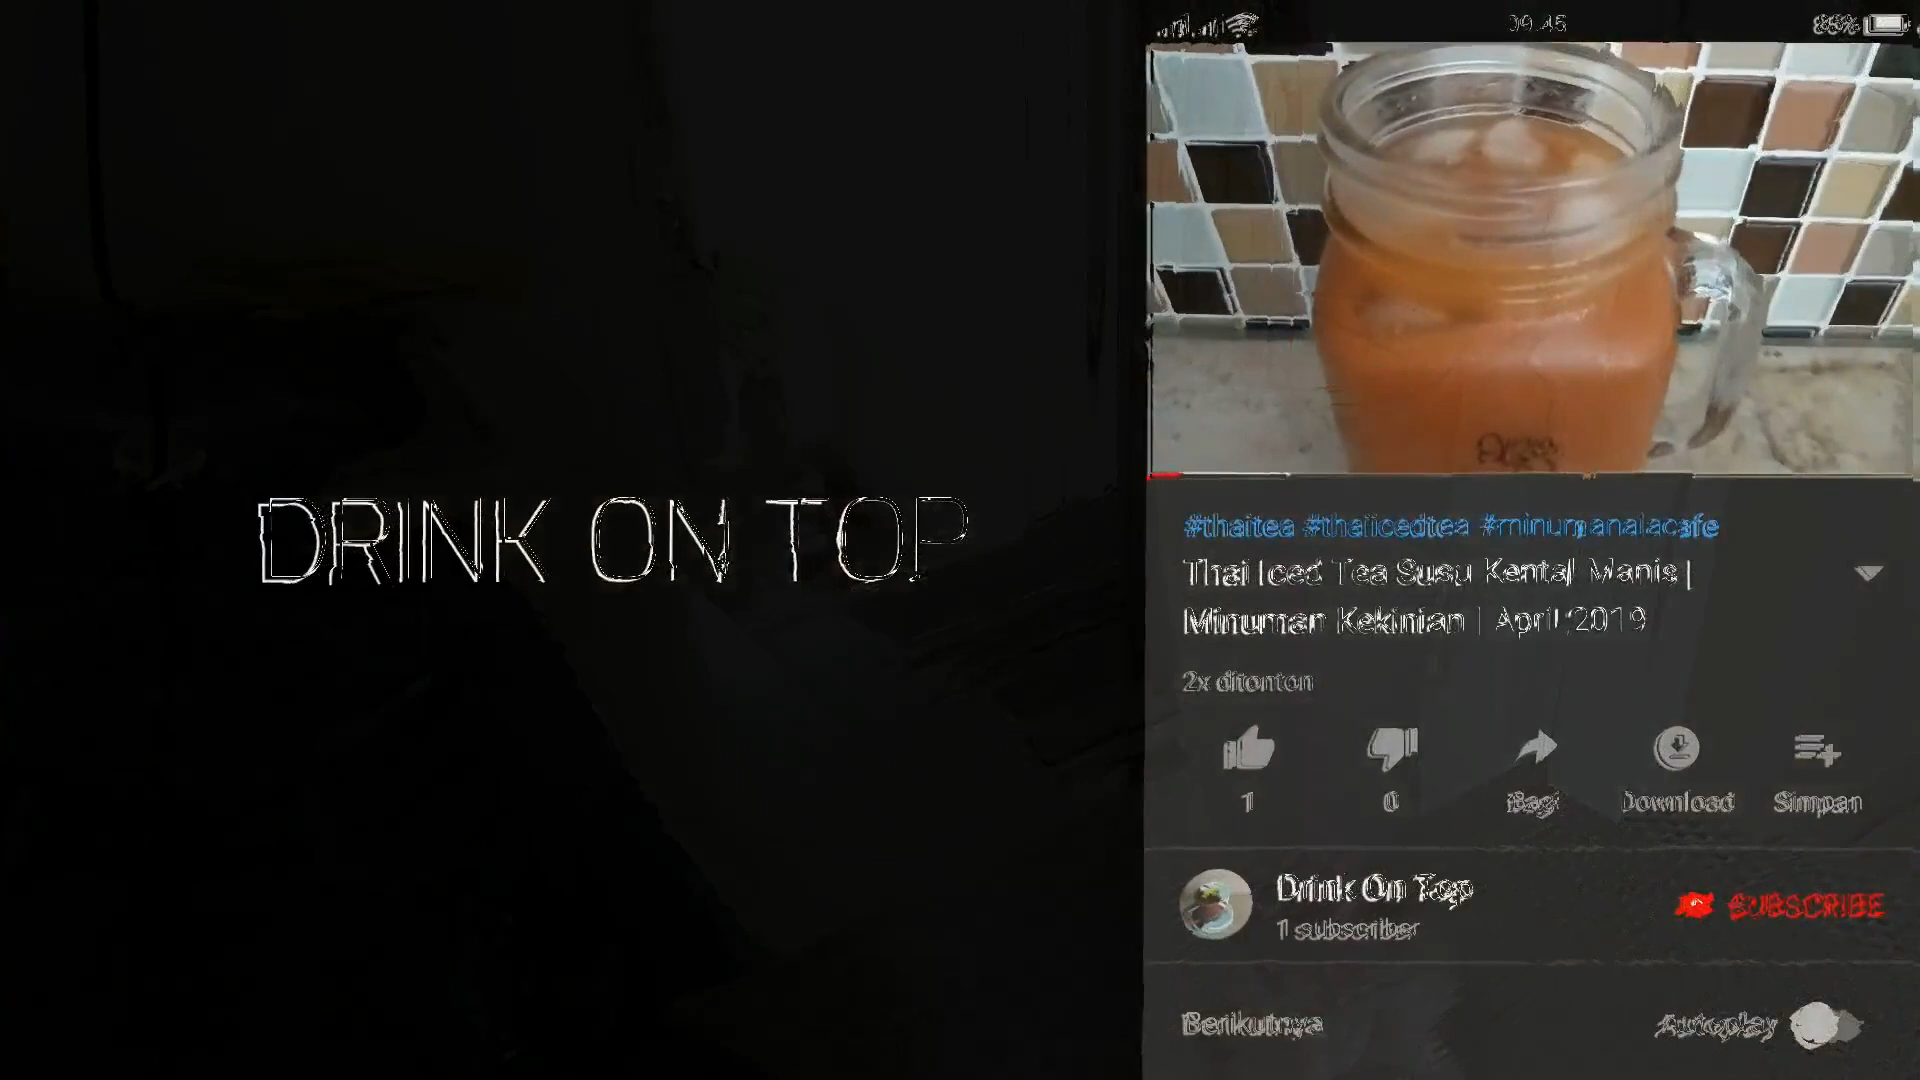 DRINK ON TOP
09.45
88%
#thaitea #thaiicedtea #minumanalacafe
Thai Iced Tea Susu Kental Manis |
Minuman Kekinian | April 2019
2x ditonton
1
0
Bagi
Download
Simpan
Drink On Top
1 subscriber
SUBSCRIBE
Berikutnya
Autoplay